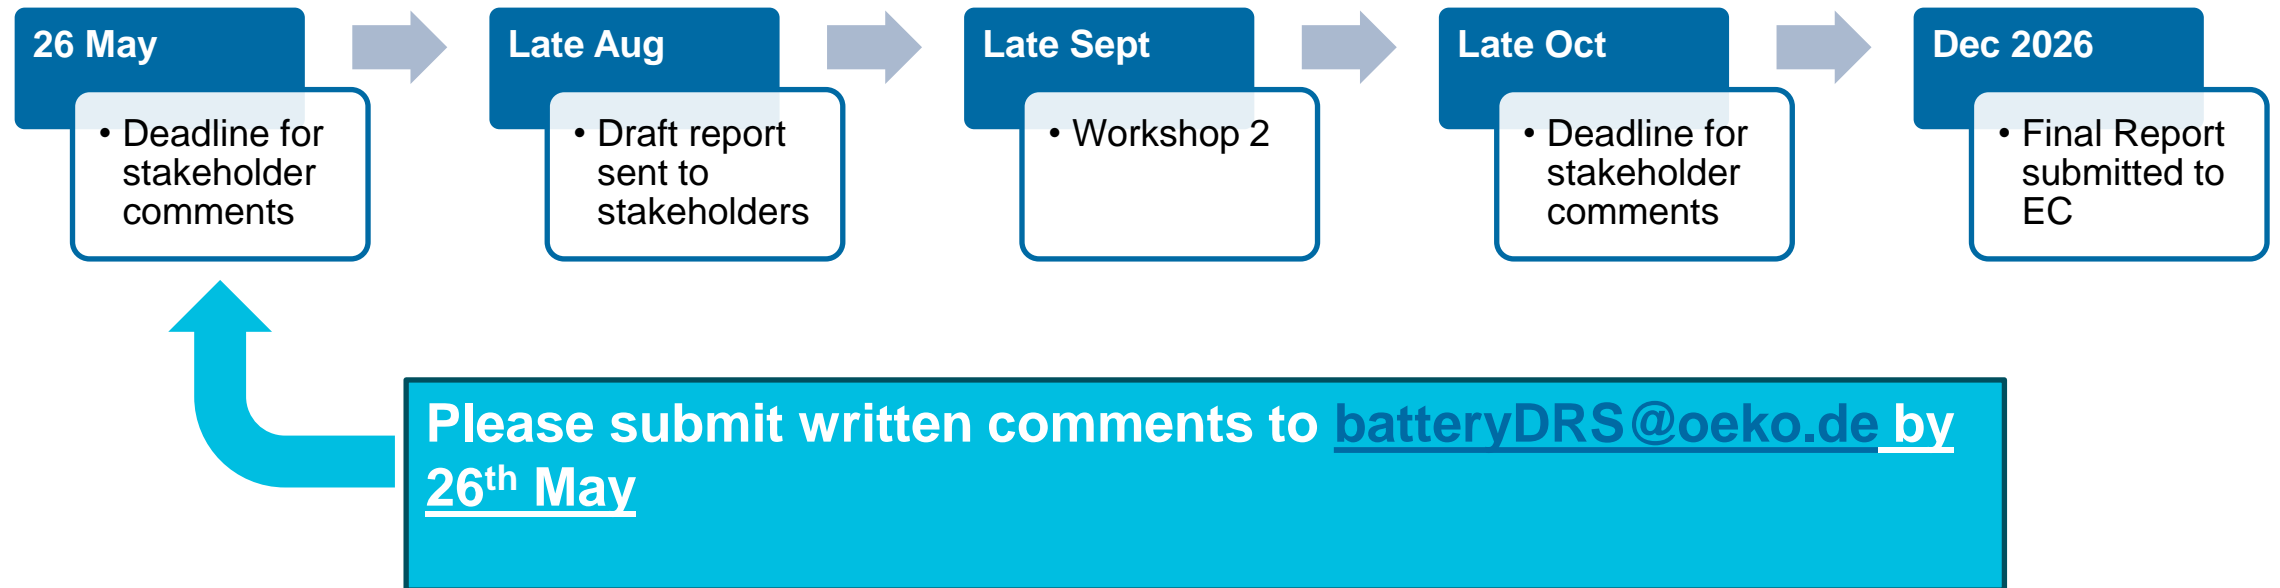 26 May
• Deadline for
stakeholder
comments
Late Aug
• Draft report
sent to
stakeholders
Late Sept
• Workshop 2
Late Oct
• Deadline for
stakeholder
comments
Dec 2026
• Final Report
submitted to
EC
Please submit written comments to batteryDRS@oeko.de by
26th May